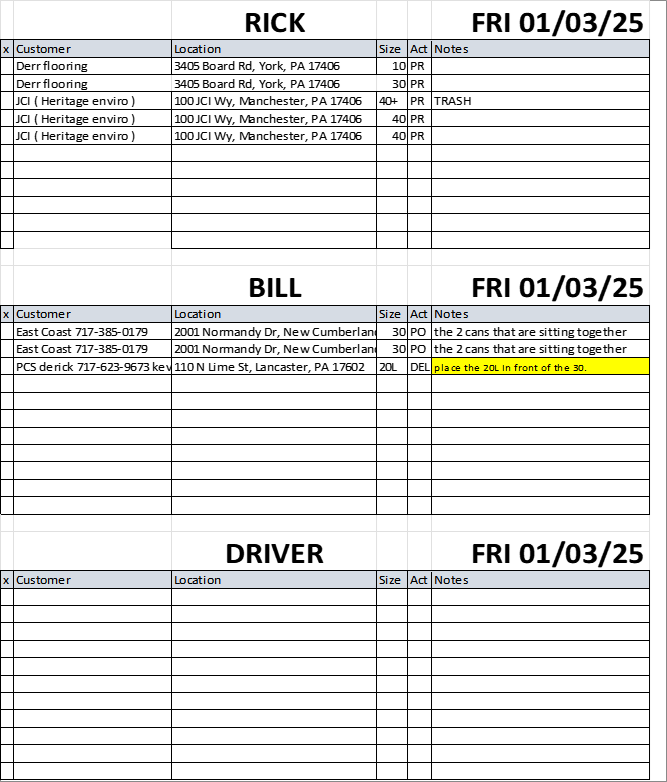 RICK FRI 01/03/25
x Customer Location Size Act Notes
Derr flooring 3405 Board Rd, York, PA 17406 10 PR
Derr flooring 3405 Board Rd, York, PA 17406 30 PR
JCI ( Heritage enviro ) 100 JCI Wy, Manchester, PA 17406 40+ PR TRASH
JCI ( Heritage enviro ) 100 JCI Wy, Manchester, PA 17406 40 PR
JCI ( Heritage enviro ) 100 JCI Wy, Manchester, PA 17406 40 PR
BILL FRI 01/03/25
x Customer Location Size Act Notes
East Coast 717-385-0179 2001 Normandy Dr, New Cumberland 30 PO the 2 cans that are sitting together
East Coast 717-385-0179 2001 Normandy Dr, New Cumberland 30 PO the 2 cans that are sitting together
PCS derick 717-623-9673 kev 110 N Lime St, Lancaster, PA 17602 20L DEL place the 20L in front of the 30.
DRIVER FRI 01/03/25
x Customer Location Size Act Notes